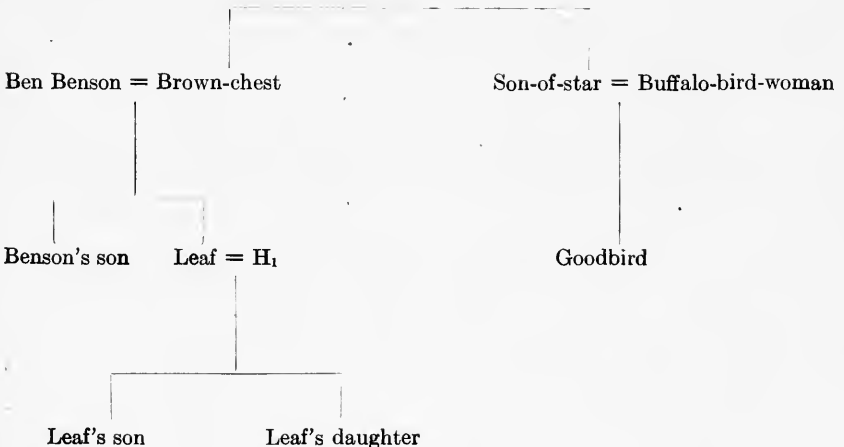 Ben Benson = Brown-chest Son-of-star = Buffalo-bird-woman
Benson's son Leaf = H₁ Goodbird
Leaf's son Leaf's daughter